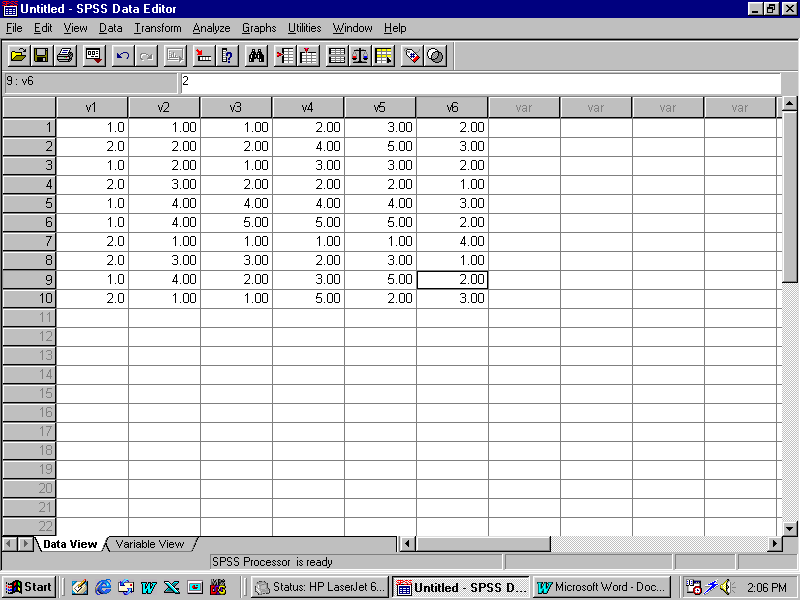 Untitled - SPSS Data Editor
File Edit View Data Transform Analyze Graphs Utilities Window Help
9 : v6 2
v1 v2 v3 v4 v5 v6 var var var var
1 1.0 1.00 1.00 2.00 3.00 2.00
2 2.0 2.00 2.00 4.00 5.00 3.00
3 1.0 2.00 1.00 3.00 3.00 2.00
4 2.0 3.00 2.00 2.00 2.00 1.00
5 1.0 4.00 4.00 4.00 4.00 3.00
6 1.0 4.00 5.00 5.00 5.00 2.00
7 2.0 1.00 1.00 1.00 1.00 4.00
8 2.0 3.00 3.00 2.00 3.00 1.00
9 1.0 4.00 2.00 3.00 5.00 2.00
10 2.0 1.00 1.00 5.00 2.00 3.00
11
12
13
14
15
16
17
18
19
20
21
22
Data View Variable View
SPSS Processor is ready
Start Status: HP LaserJet 6... Untitled - SPSS D... Microsoft Word - Doc... 2:06 PM